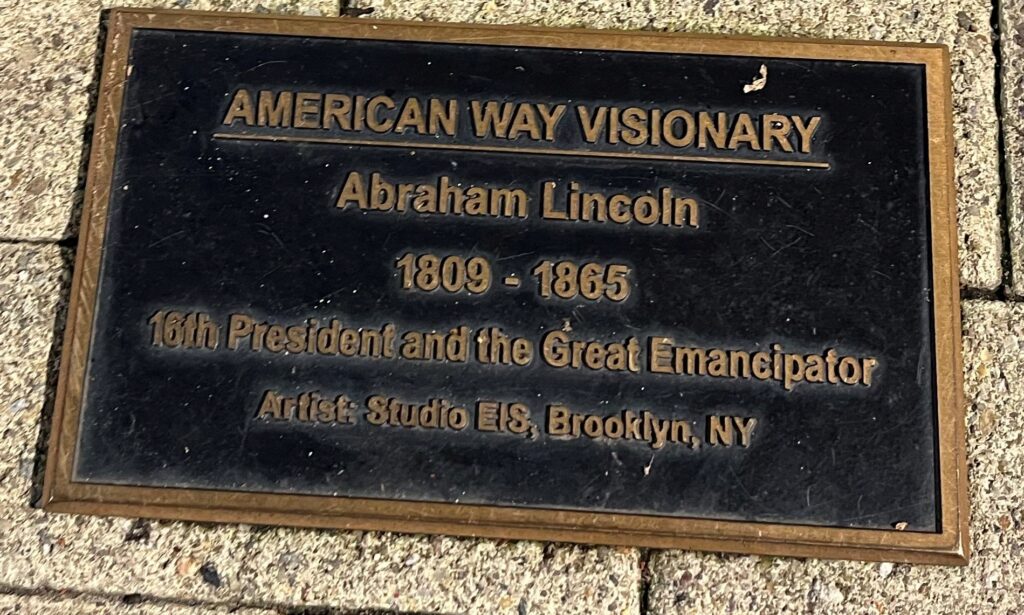 AMERICAN WAY VISIONARY
Abraham Lincoln
1809 - 1865
16th President and the Great Emancipator
Artist: Studio EIS, Brooklyn, NY